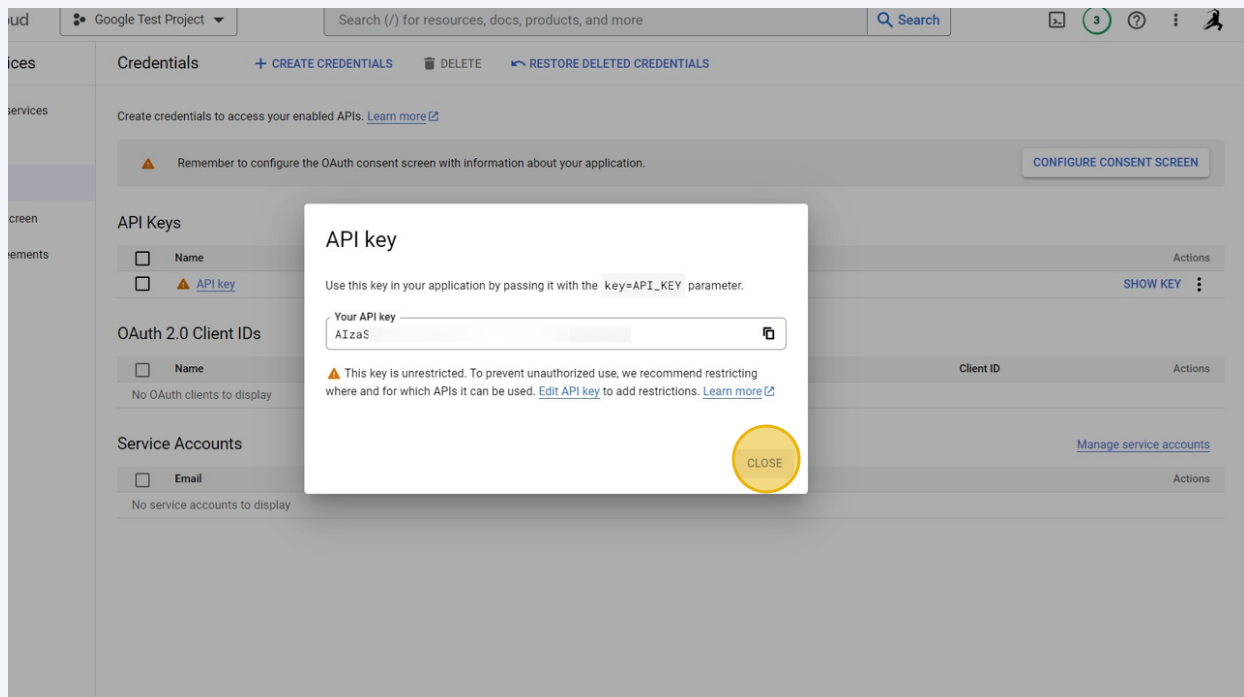 oud
Google Test Project
Search (/) for resources, docs, products, and more
Search
3
ices
Credentials
CREATE CREDENTIALS
DELETE
RESTORE DELETED CREDENTIALS
services
Create credentials to access your enabled APIs. Learn more
Remember to configure the OAuth consent screen with information about your application.
CONFIGURE CONSENT SCREEN
creen
eements
API Keys
Name
Actions
API key
SHOW KEY
OAuth 2.0 Client IDs
Name
Client ID
Actions
No OAuth clients to display
Service Accounts
Manage service accounts
Email
Actions
No service accounts to display
API key
Use this key in your application by passing it with the key=API_KEY parameter.
Your API key
AIzaS
This key is unrestricted. To prevent unauthorized use, we recommend restricting
where and for which APIs it can be used. Edit API key to add restrictions. Learn more
CLOSE